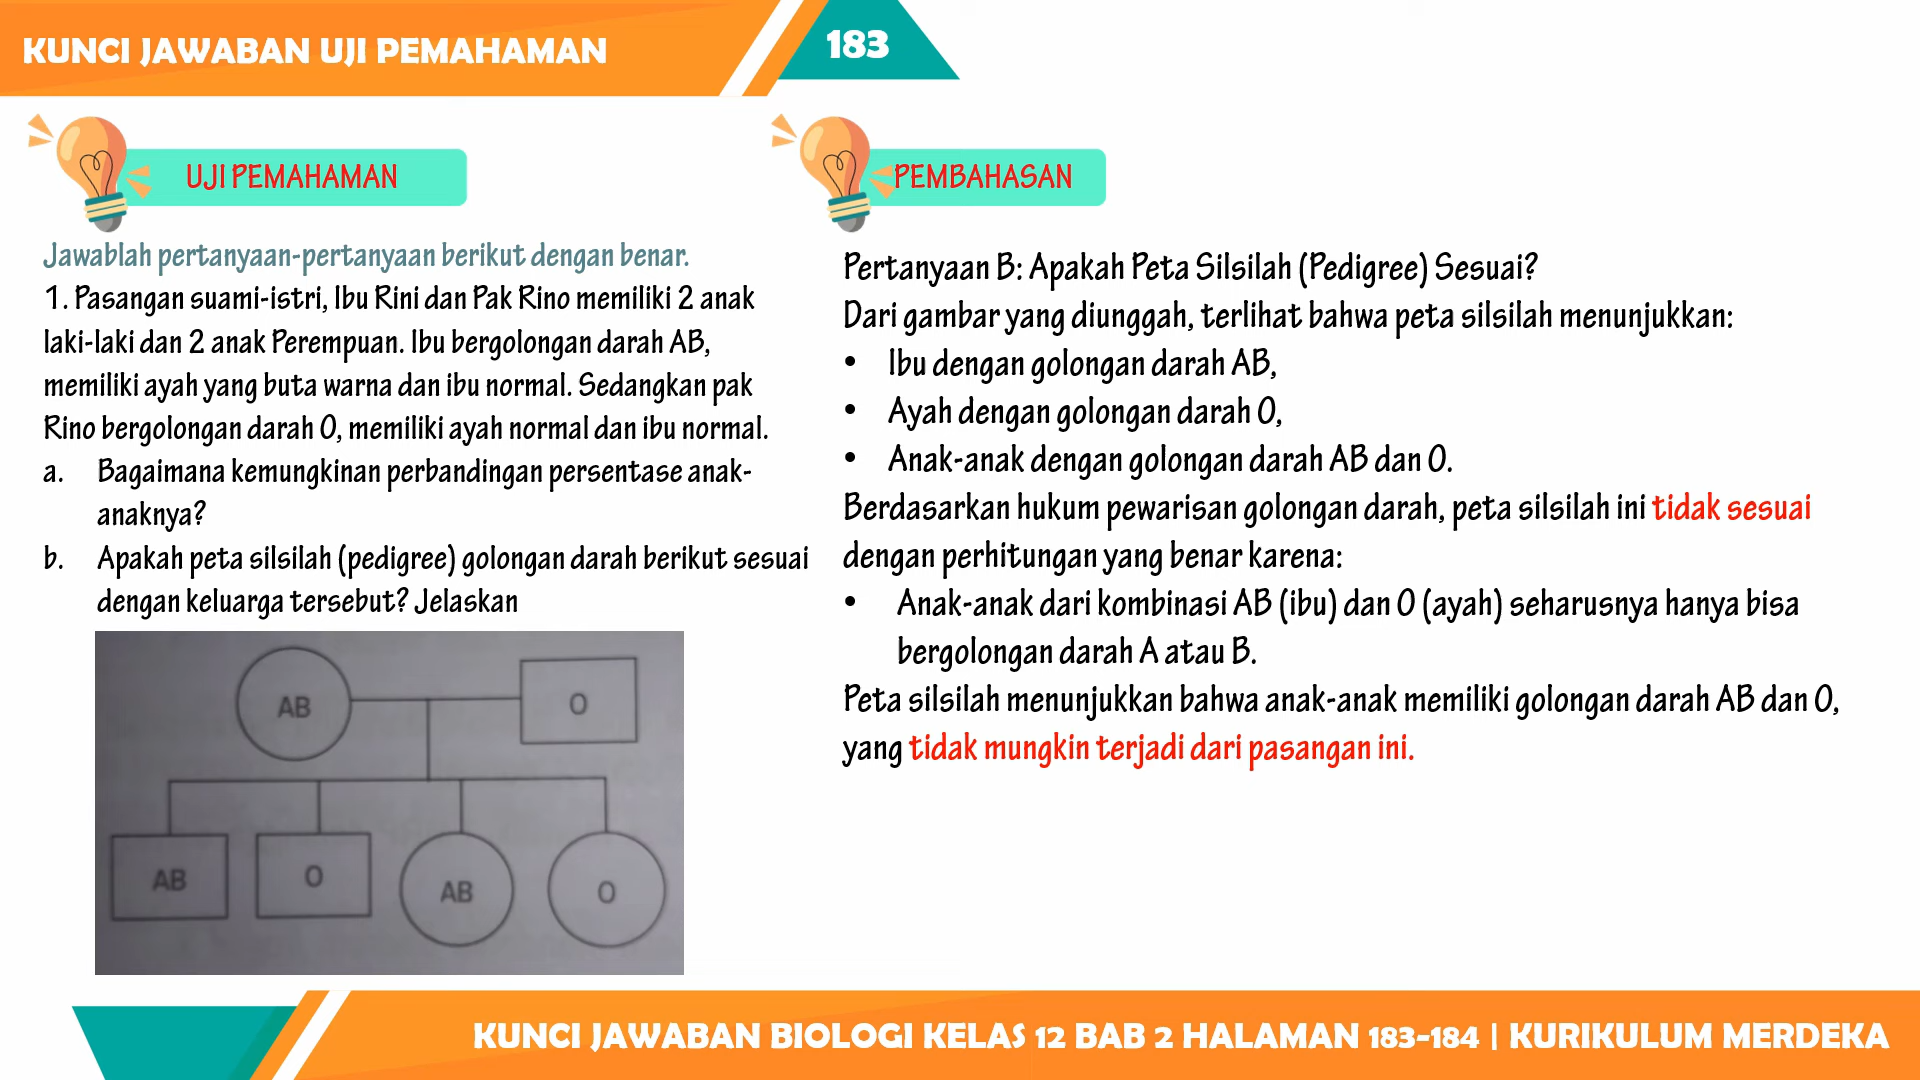 KUNCI JAWABAN UJI PEMAHAMAN
183
UJI PEMAHAMAN
Jawablah pertanyaan-pertanyaan berikut dengan benar.
1. Pasangan suami-istri, Ibu Rini dan Pak Rino memiliki 2 anak
laki-laki dan 2 anak Perempuan. Ibu bergolongan darah AB,
memiliki ayah yang buta warna dan ibu normal. Sedangkan pak
Rino bergolongan darah O, memiliki ayah normal dan ibu normal.
a. Bagaimana kemungkinan perbandingan persentase anak-
anaknya?
b. Apakah peta silsilah (pedigree) golongan darah berikut sesuai
dengan keluarga tersebut? Jelaskan
AB
O
AB
O
AB
O
PEMBAHASAN
Pertanyaan B: Apakah Peta Silsilah (Pedigree) Sesuai?
Dari gambar yang diunggah, terlihat bahwa peta silsilah menunjukkan:
• Ibu dengan golongan darah AB,
• Ayah dengan golongan darah O,
• Anak-anak dengan golongan darah AB dan O.
Berdasarkan hukum pewarisan golongan darah, peta silsilah ini tidak sesuai
dengan perhitungan yang benar karena:
• Anak-anak dari kombinasi AB (ibu) dan O (ayah) seharusnya hanya bisa
bergolongan darah A atau B.
Peta silsilah menunjukkan bahwa anak-anak memiliki golongan darah AB dan O,
yang tidak mungkin terjadi dari pasangan ini.
KUNCI JAWABAN BIOLOGI KELAS 12 BAB 2 HALAMAN 183-184 | KURIKULUM MERDEKA